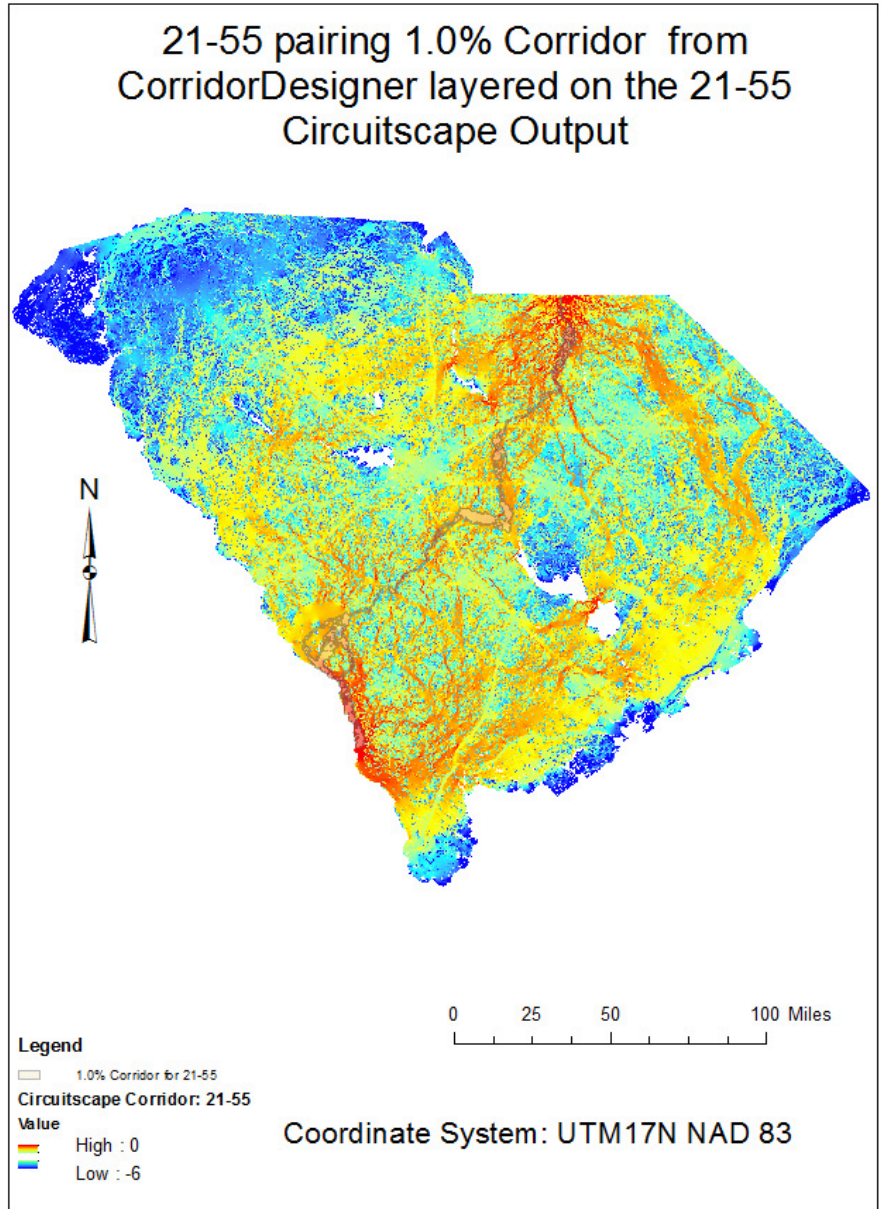 21-55 pairing 1.0% Corridor from
CorridorDesigner layered on the 21-55
Circuitscape Output
N
0 25 50 100 Miles
Legend
1.0% Corridor for 21-55
Circuitscape Corridor: 21-55
Value
High : 0
Low : -6
Coordinate System: UTM17N NAD 83